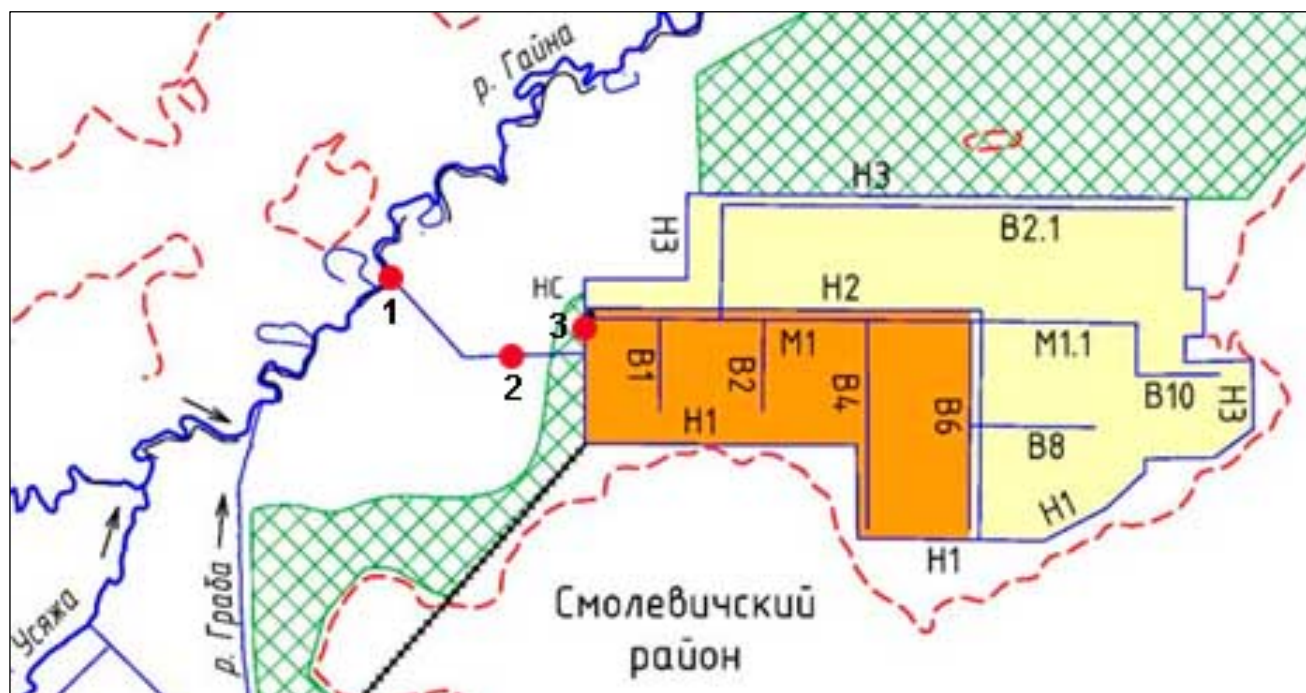 р. Гайна
Н3
В2.1
Н3
НС
Н2
1
3
2
В1
В2
М1
В4
В6
М1.1
В10
Н3
Н1
В8
Н1
Н1
р. Граба
. Усяжа
Смолевичский
район